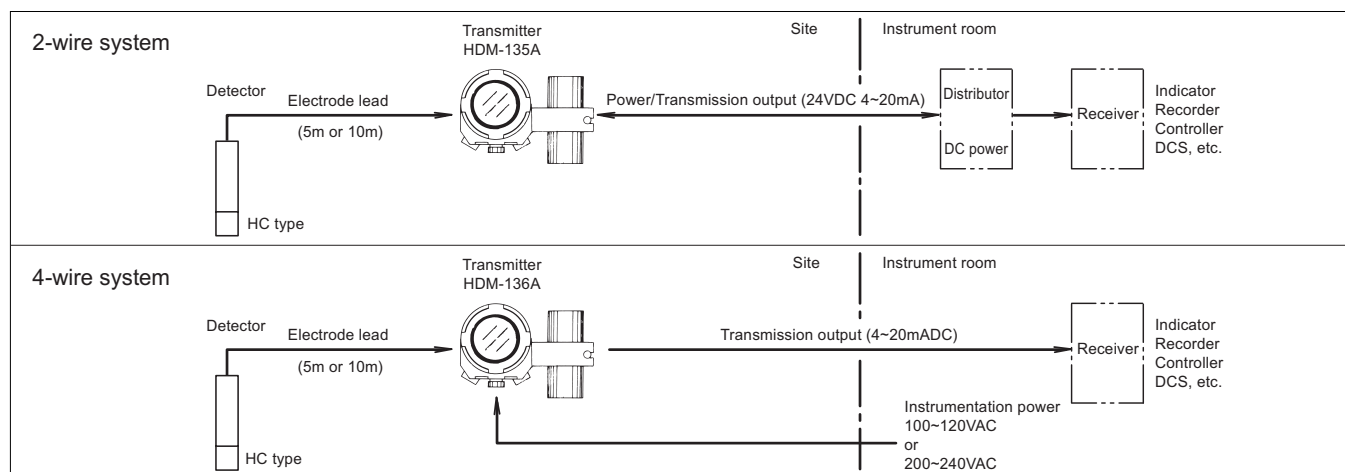 2-wire system
Transmitter
HDM-135A
Site
Instrument room
Detector
Electrode lead
(5m or 10m)
HC type
Power/Transmission output (24VDC 4~20mA)
Distributor
DC power
Receiver
Indicator
Recorder
Controller
DCS, etc.
4-wire system
Transmitter
HDM-136A
Site
Instrument room
Detector
Electrode lead
(5m or 10m)
HC type
Transmission output (4~20mADC)
Receiver
Indicator
Recorder
Controller
DCS, etc.
Instrumentation power
100~120VAC
or
200~240VAC